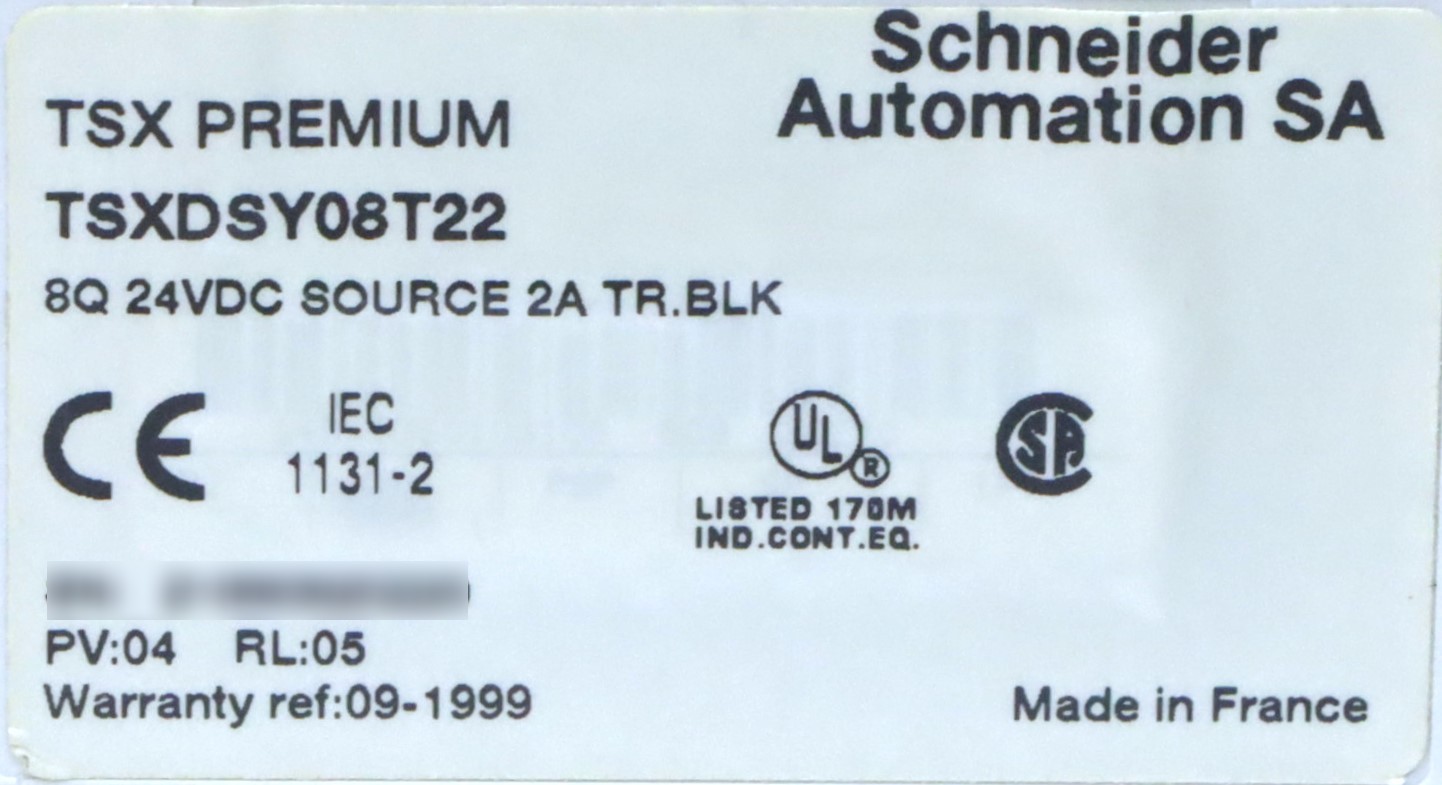 Schneider
Automation SA
TSX PREMIUM
TSXDSY08T22
8Q 24VDC SOURCE 2A TR.BLK
CE
IEC
1131-2
UL®
LISTED 170M
IND.CONT.EQ.
SA
PV:04 RL:05
Warranty ref:09-1999
Made in France